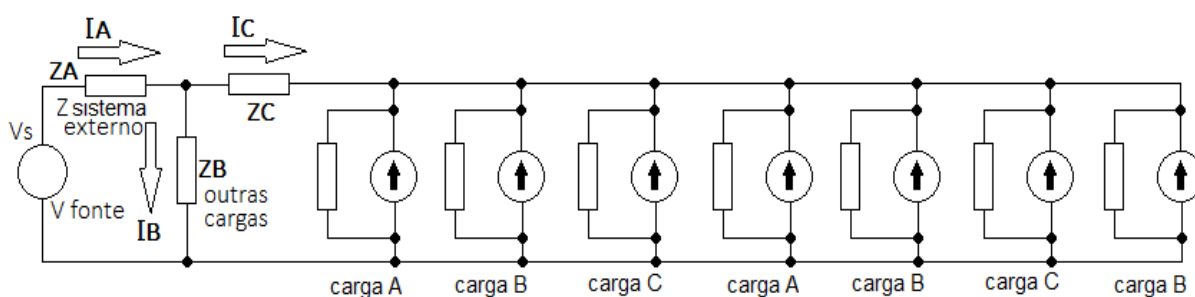 IA
IC
ZA
Z sistema
externo
ZC
Vs
V fonte
ZB
outras
cargas
IB
carga A
carga B
carga C
carga A
carga B
carga C
carga B